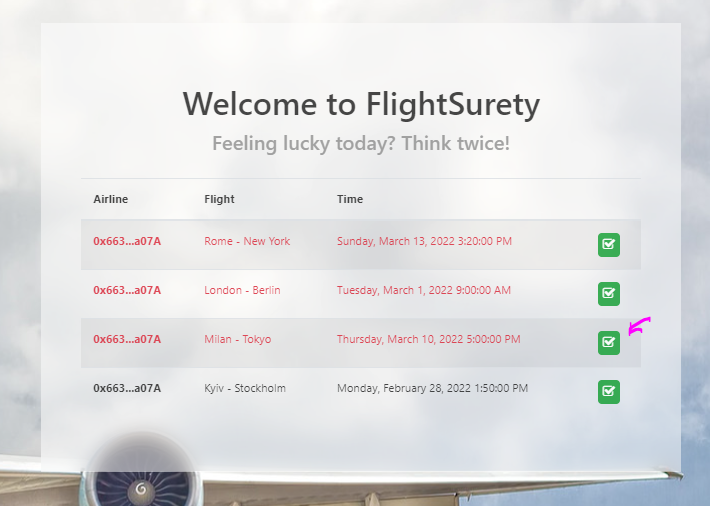 Welcome to FlightSurety
Feeling lucky today? Think twice!
Airline Flight Time
0x663...a07A Rome - New York Sunday, March 13, 2022 3:20:00 PM
0x663...a07A London - Berlin Tuesday, March 1, 2022 9:00:00 AM
0x663...a07A Milan - Tokyo Thursday, March 10, 2022 5:00:00 PM
0x663...a07A Kyiv - Stockholm Monday, February 28, 2022 1:50:00 PM